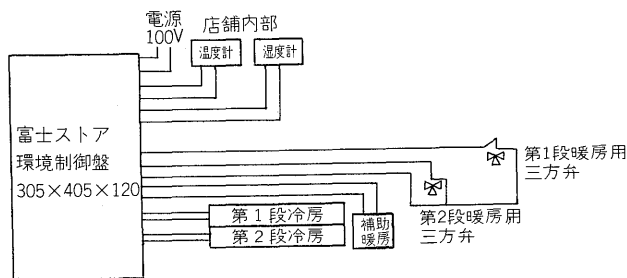 電源
100V
店舗内部
温度計
湿度計
富士ストア
環境制御盤
305×405×120
第1段暖房用
三方弁
第2段暖房用
三方弁
第1段冷房
第2段冷房
補助
暖房